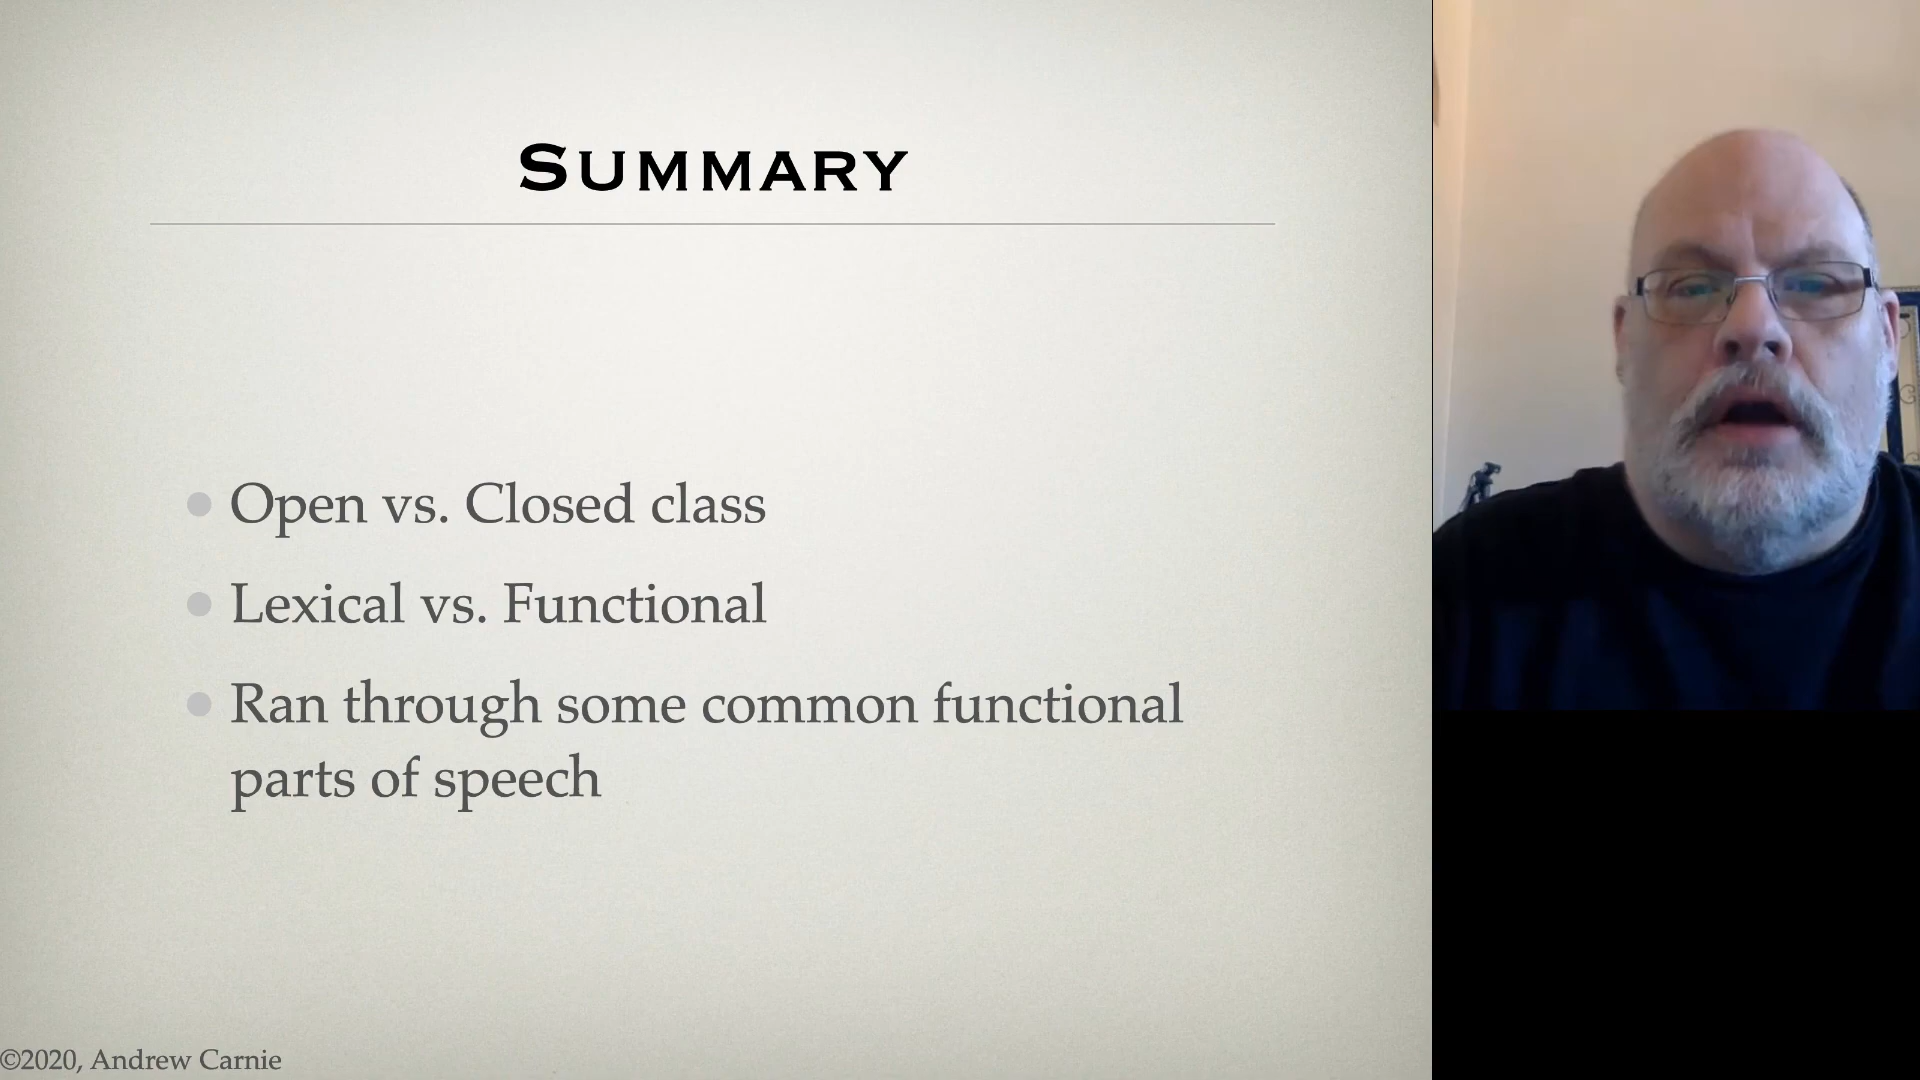 SUMMARY
Open vs. Closed class
Lexical vs. Functional
Ran through some common functional
parts of speech
©2020, Andrew Carnie